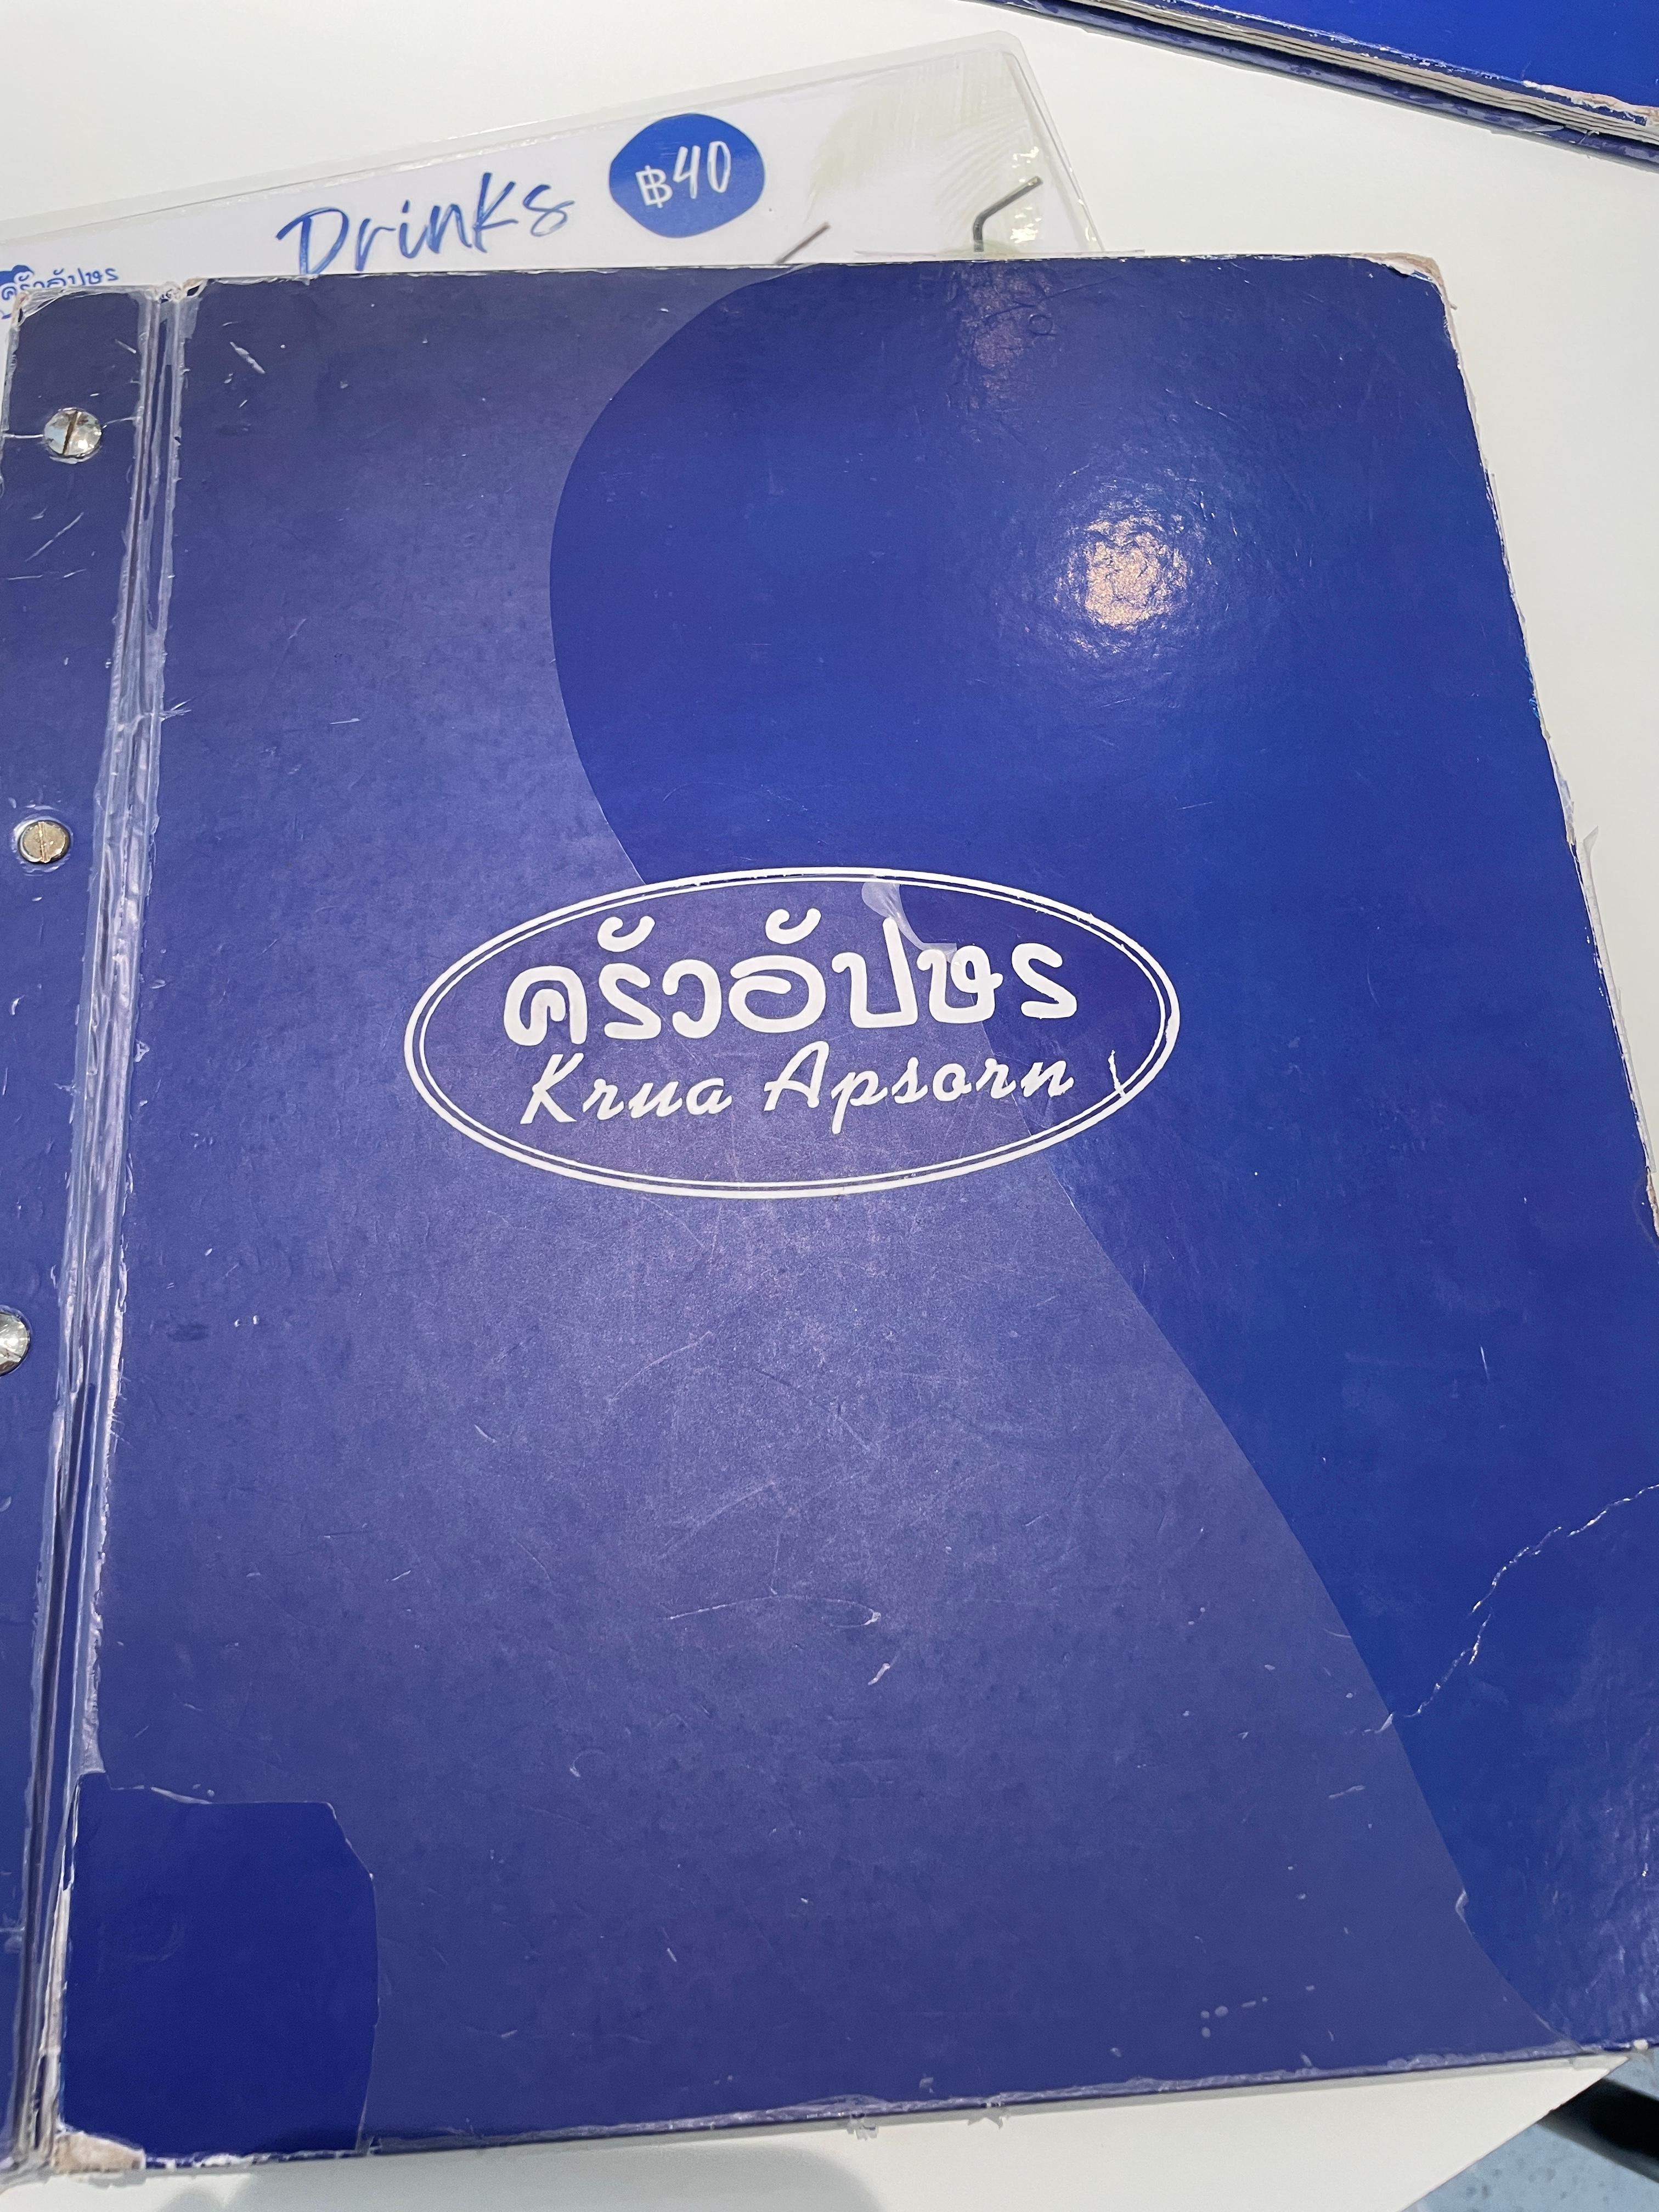 Drinks ฿40
ครัวอัปษร
ครัวอัปษร
Krua Apsorn